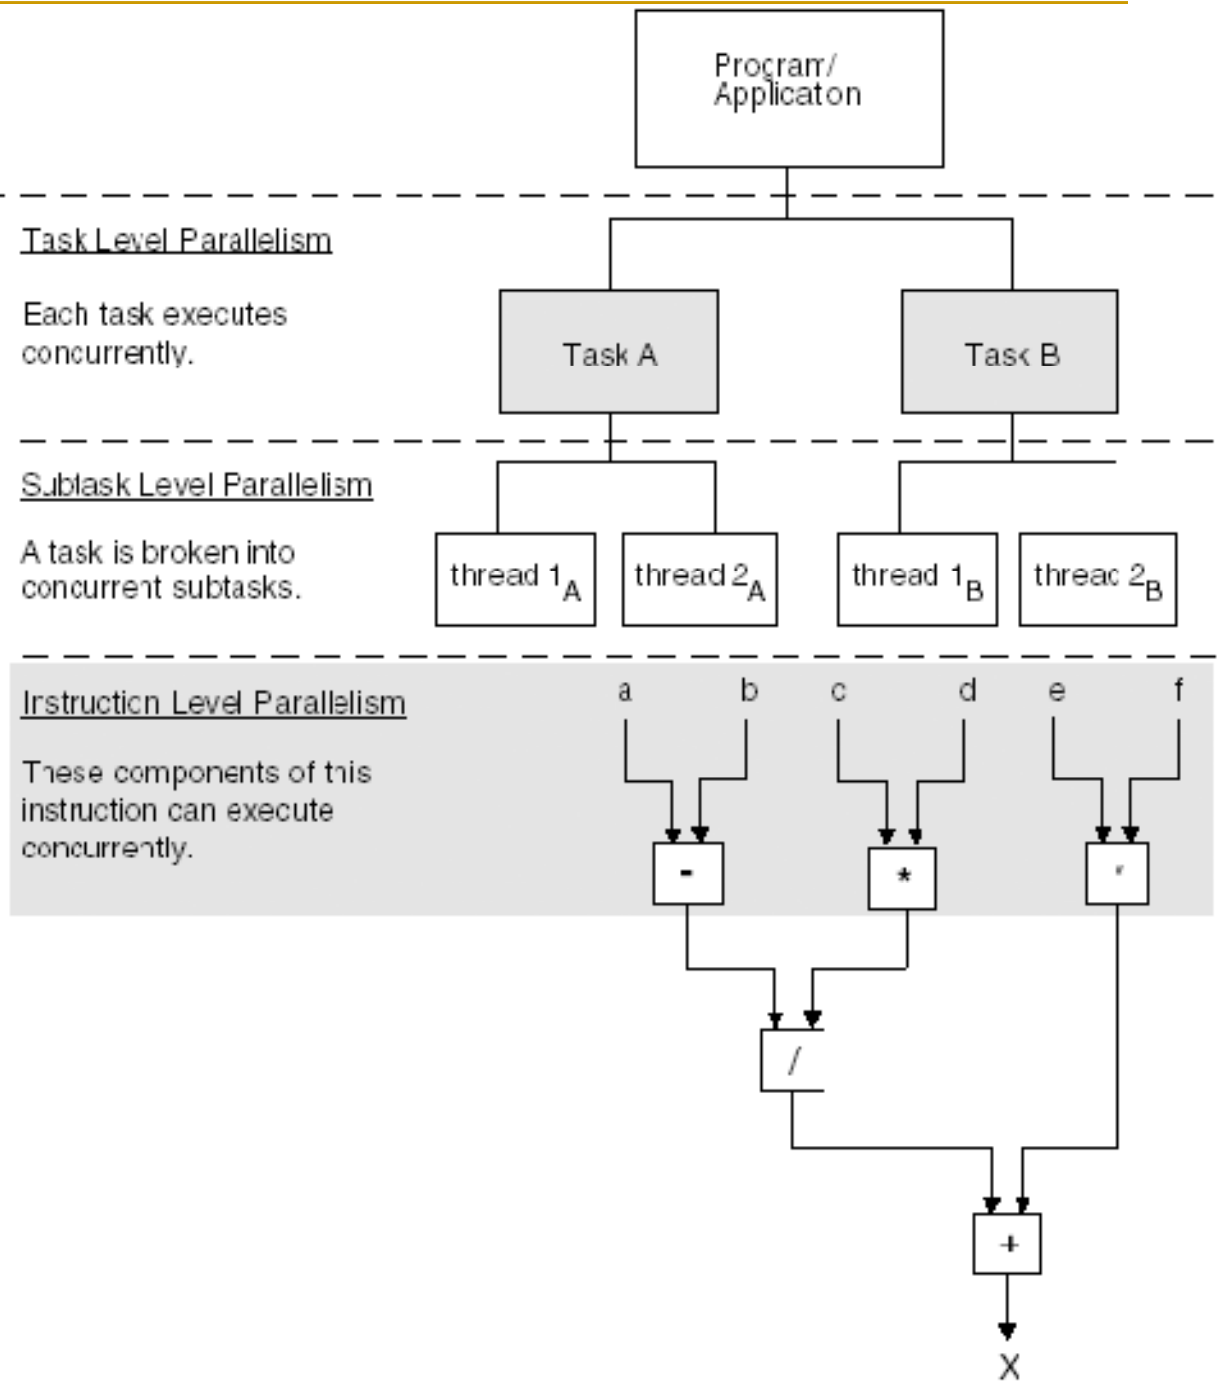 Program/
Applicaton
Task Level Parallelism
Each task executes
concurrently.
Task A
Task B
Subtask Level Parallelism
A task is broken into
concurrent subtasks.
thread 1A
thread 2A
thread 1B
thread 2B
Instruction Level Parallelism
These components of this
instruction can execute
concurrently.
a b c d e f
- *
/
+
X